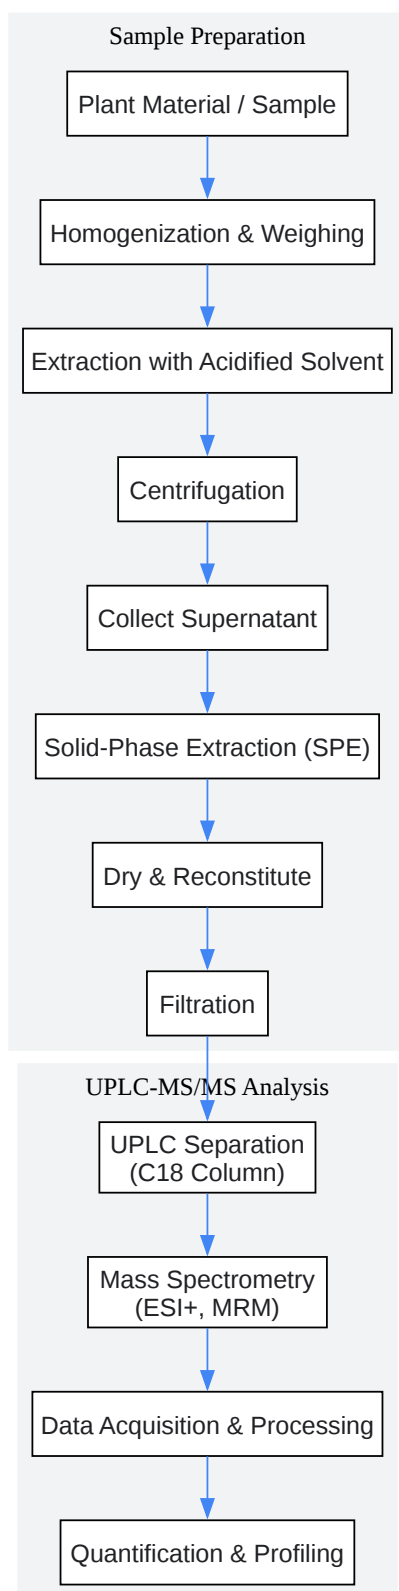 Sample Preparation
Plant Material / Sample
Homogenization & Weighing
Extraction with Acidified Solvent
Centrifugation
Collect Supernatant
Solid-Phase Extraction (SPE)
Dry & Reconstitute
Filtration
UPLC-MS/MS Analysis
UPLC Separation
(C18 Column)
Mass Spectrometry
(ESI+, MRM)
Data Acquisition & Processing
Quantification & Profiling